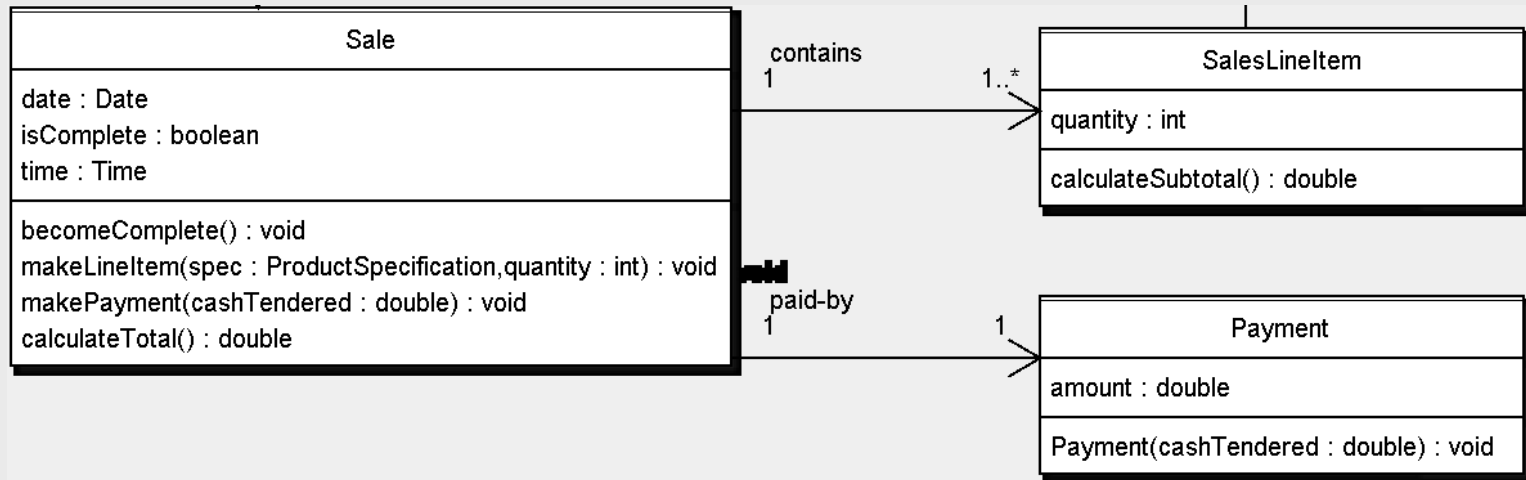 Sale
date : Date
isComplete : boolean
time : Time
becomeComplete() : void
makeLineItem(spec : ProductSpecification,quantity : int) : void
makePayment(cashTendered : double) : void
calculateTotal() : double
contains
1
1..*
SalesLineItem
quantity : int
calculateSubtotal() : double
paid-by
1
1
Payment
amount : double
Payment(cashTendered : double) : void